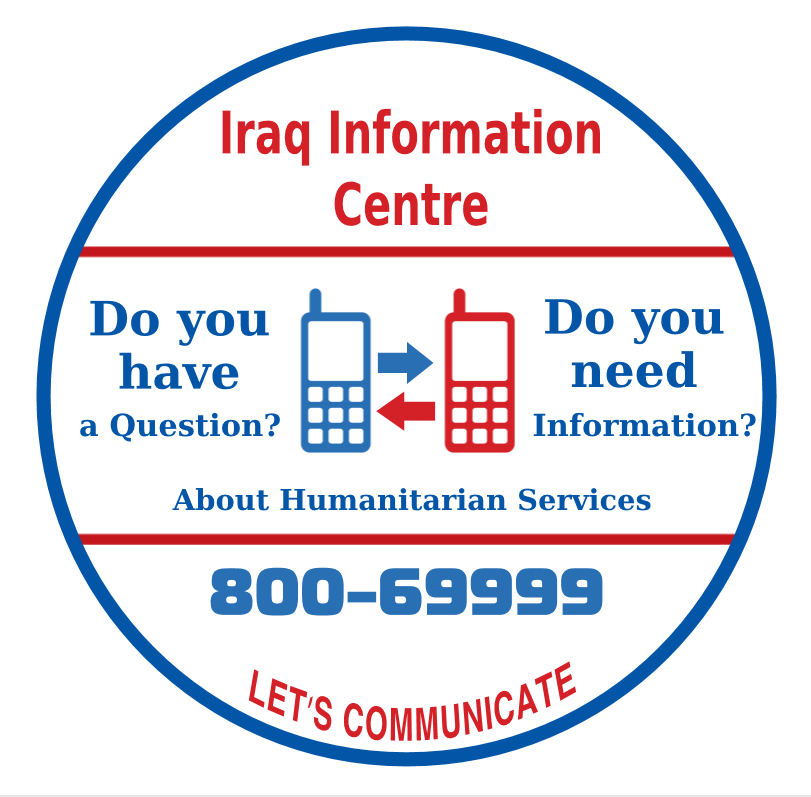 Iraq Information
Centre
Do you
have
a Question?
Do you
need
Information?
About Humanitarian Services
800-69999
LET'S COMMUNICATE